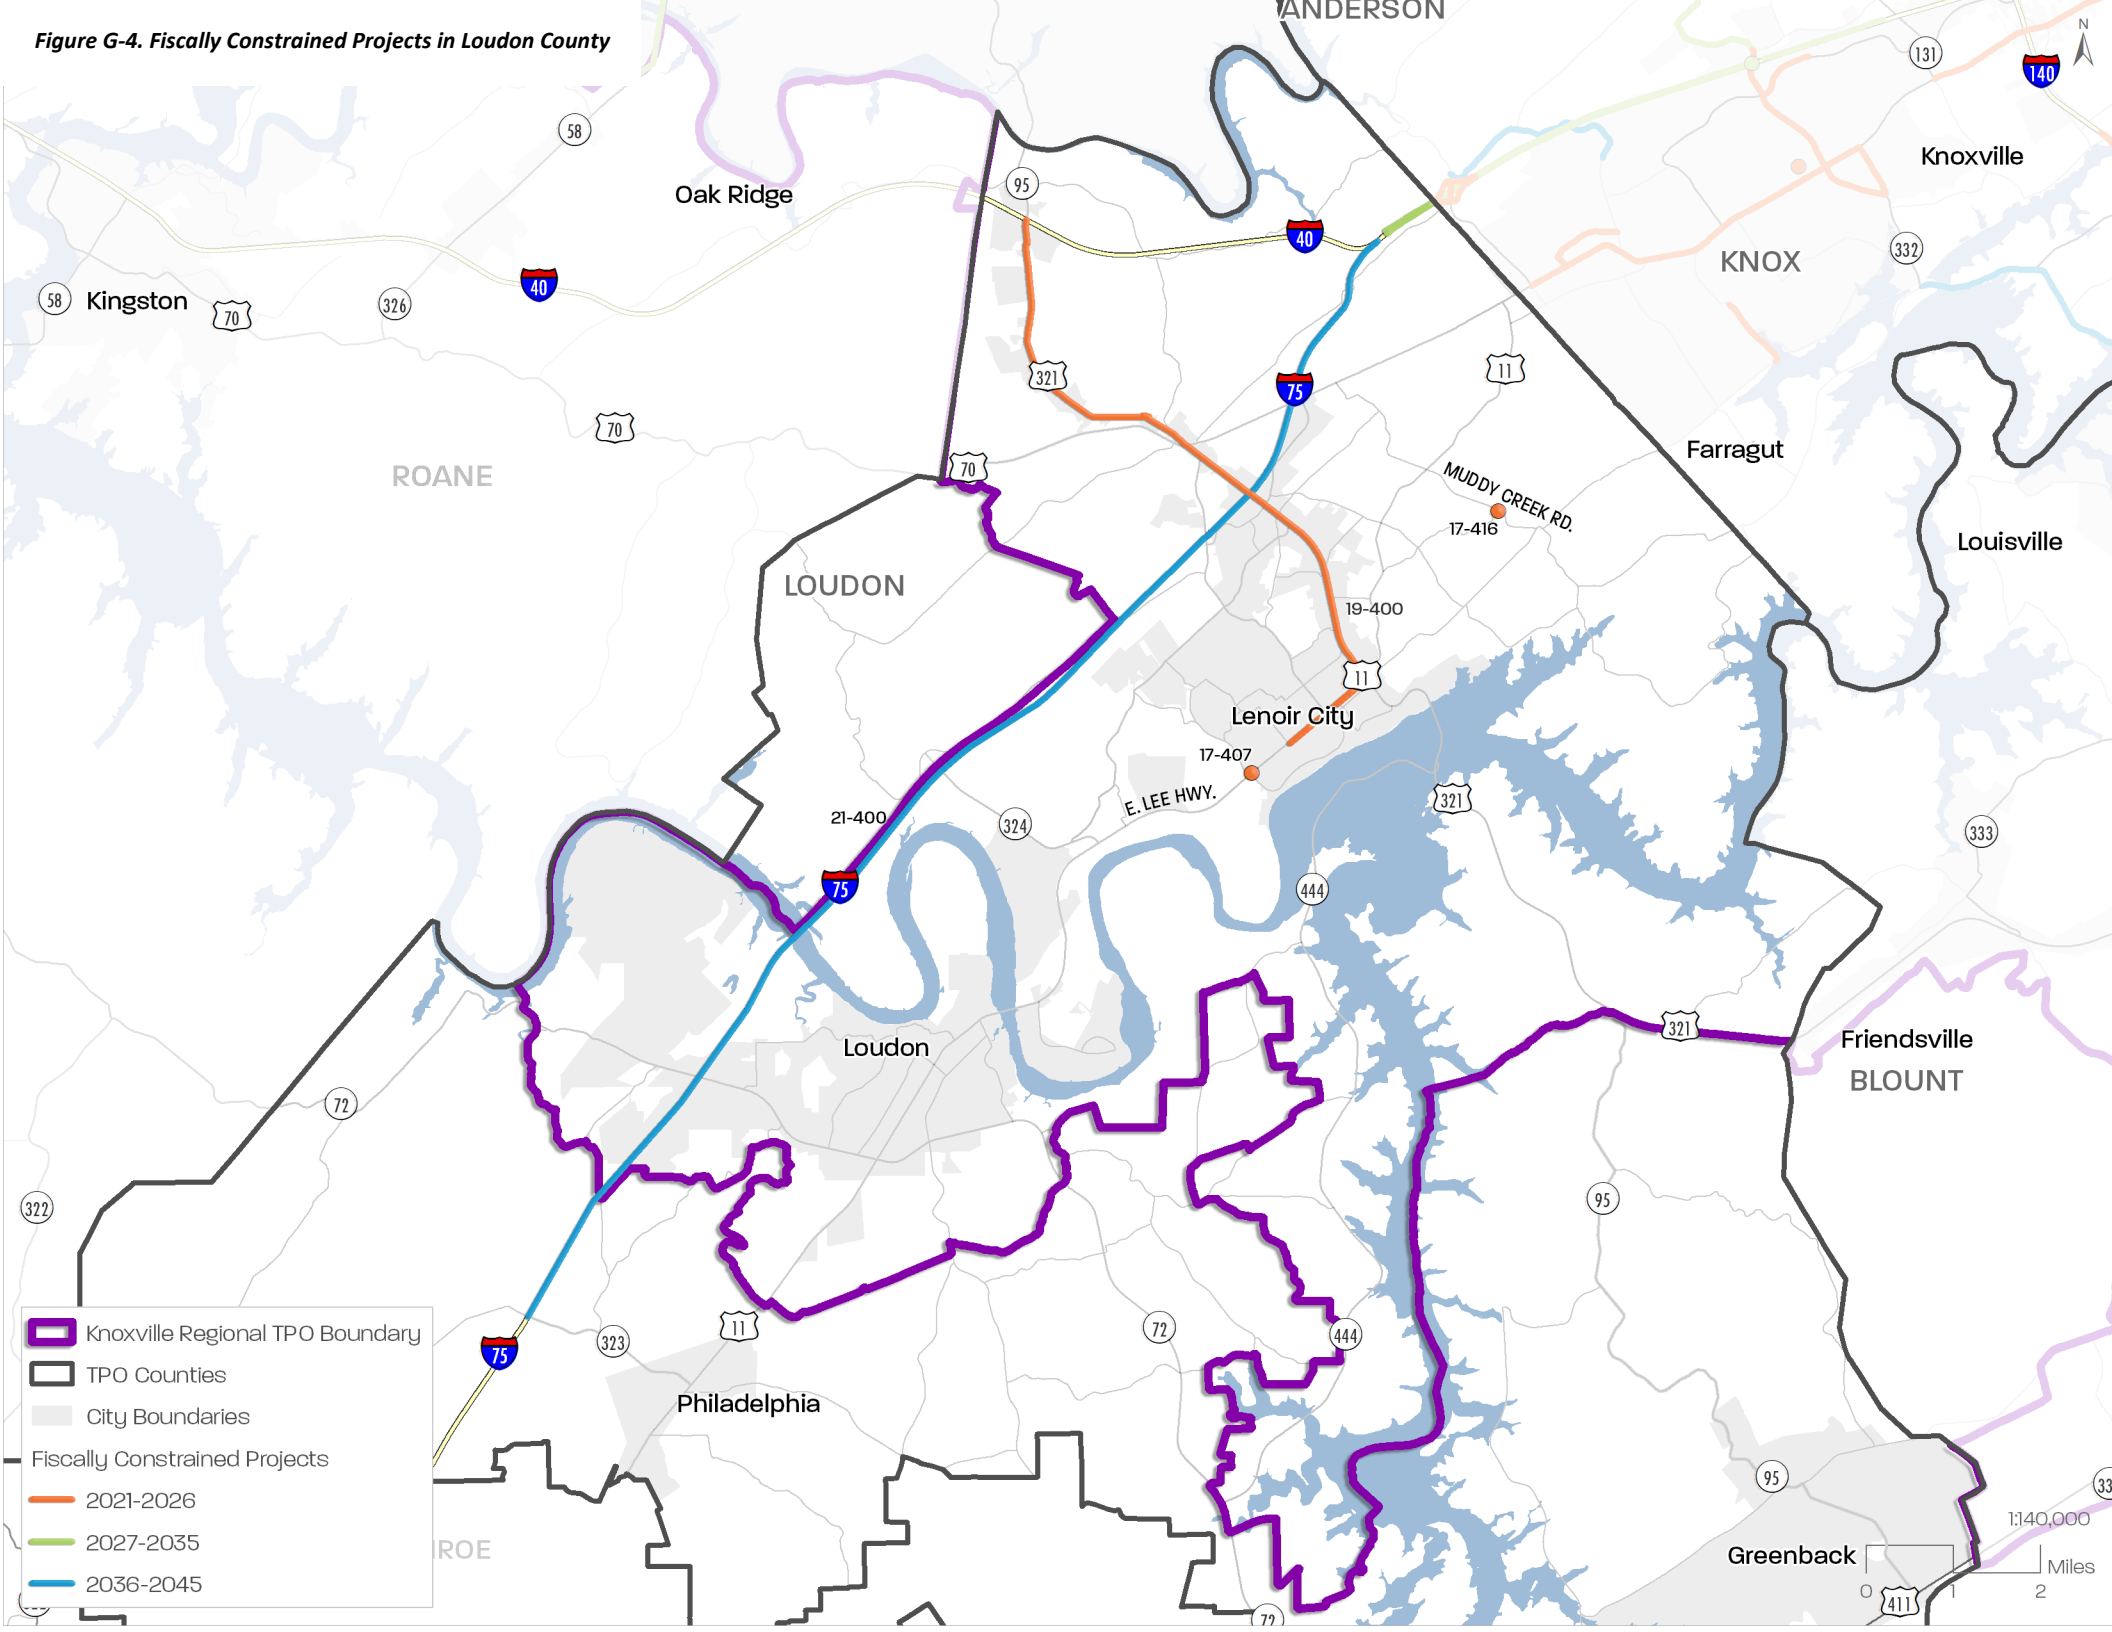 ANDERSON
Figure G-4. Fiscally Constrained Projects in Loudon County
N
131
140
58
Knoxville
Oak Ridge
95
40
KNOX
332
58
Kingston
70
326
40
321
75
11
70
ROANE
70
Farragut
MUDDY CREEK RD.
17-416
Louisville
LOUDON
19-400
11
Lenoir City
17-407
E. LEE HWY.
321
21-400
324
333
75
444
Loudon
321
Friendsville
BLOUNT
72
322
95
11
323
72
444
75
Philadelphia
Knoxville Regional TPO Boundary
TPO Counties
City Boundaries
Fiscally Constrained Projects
2021-2026
2027-2035
2036-2045
95
33
1:140,000
Greenback
Miles
0 1 2
411
72